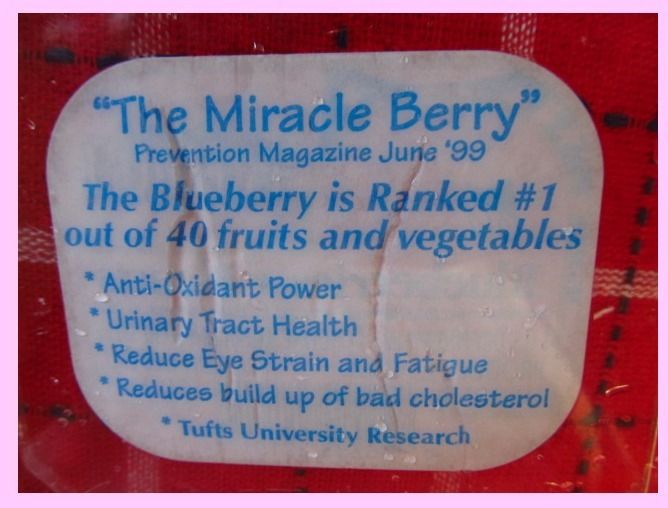 “The Miracle Berry”
Prevention Magazine June ‘99
The Blueberry is Ranked #1
out of 40 fruits and vegetables
* Anti-Oxidant Power
* Urinary Tract Health
* Reduce Eye Strain and Fatigue
* Reduces build up of bad cholesterol
* Tufts University Research